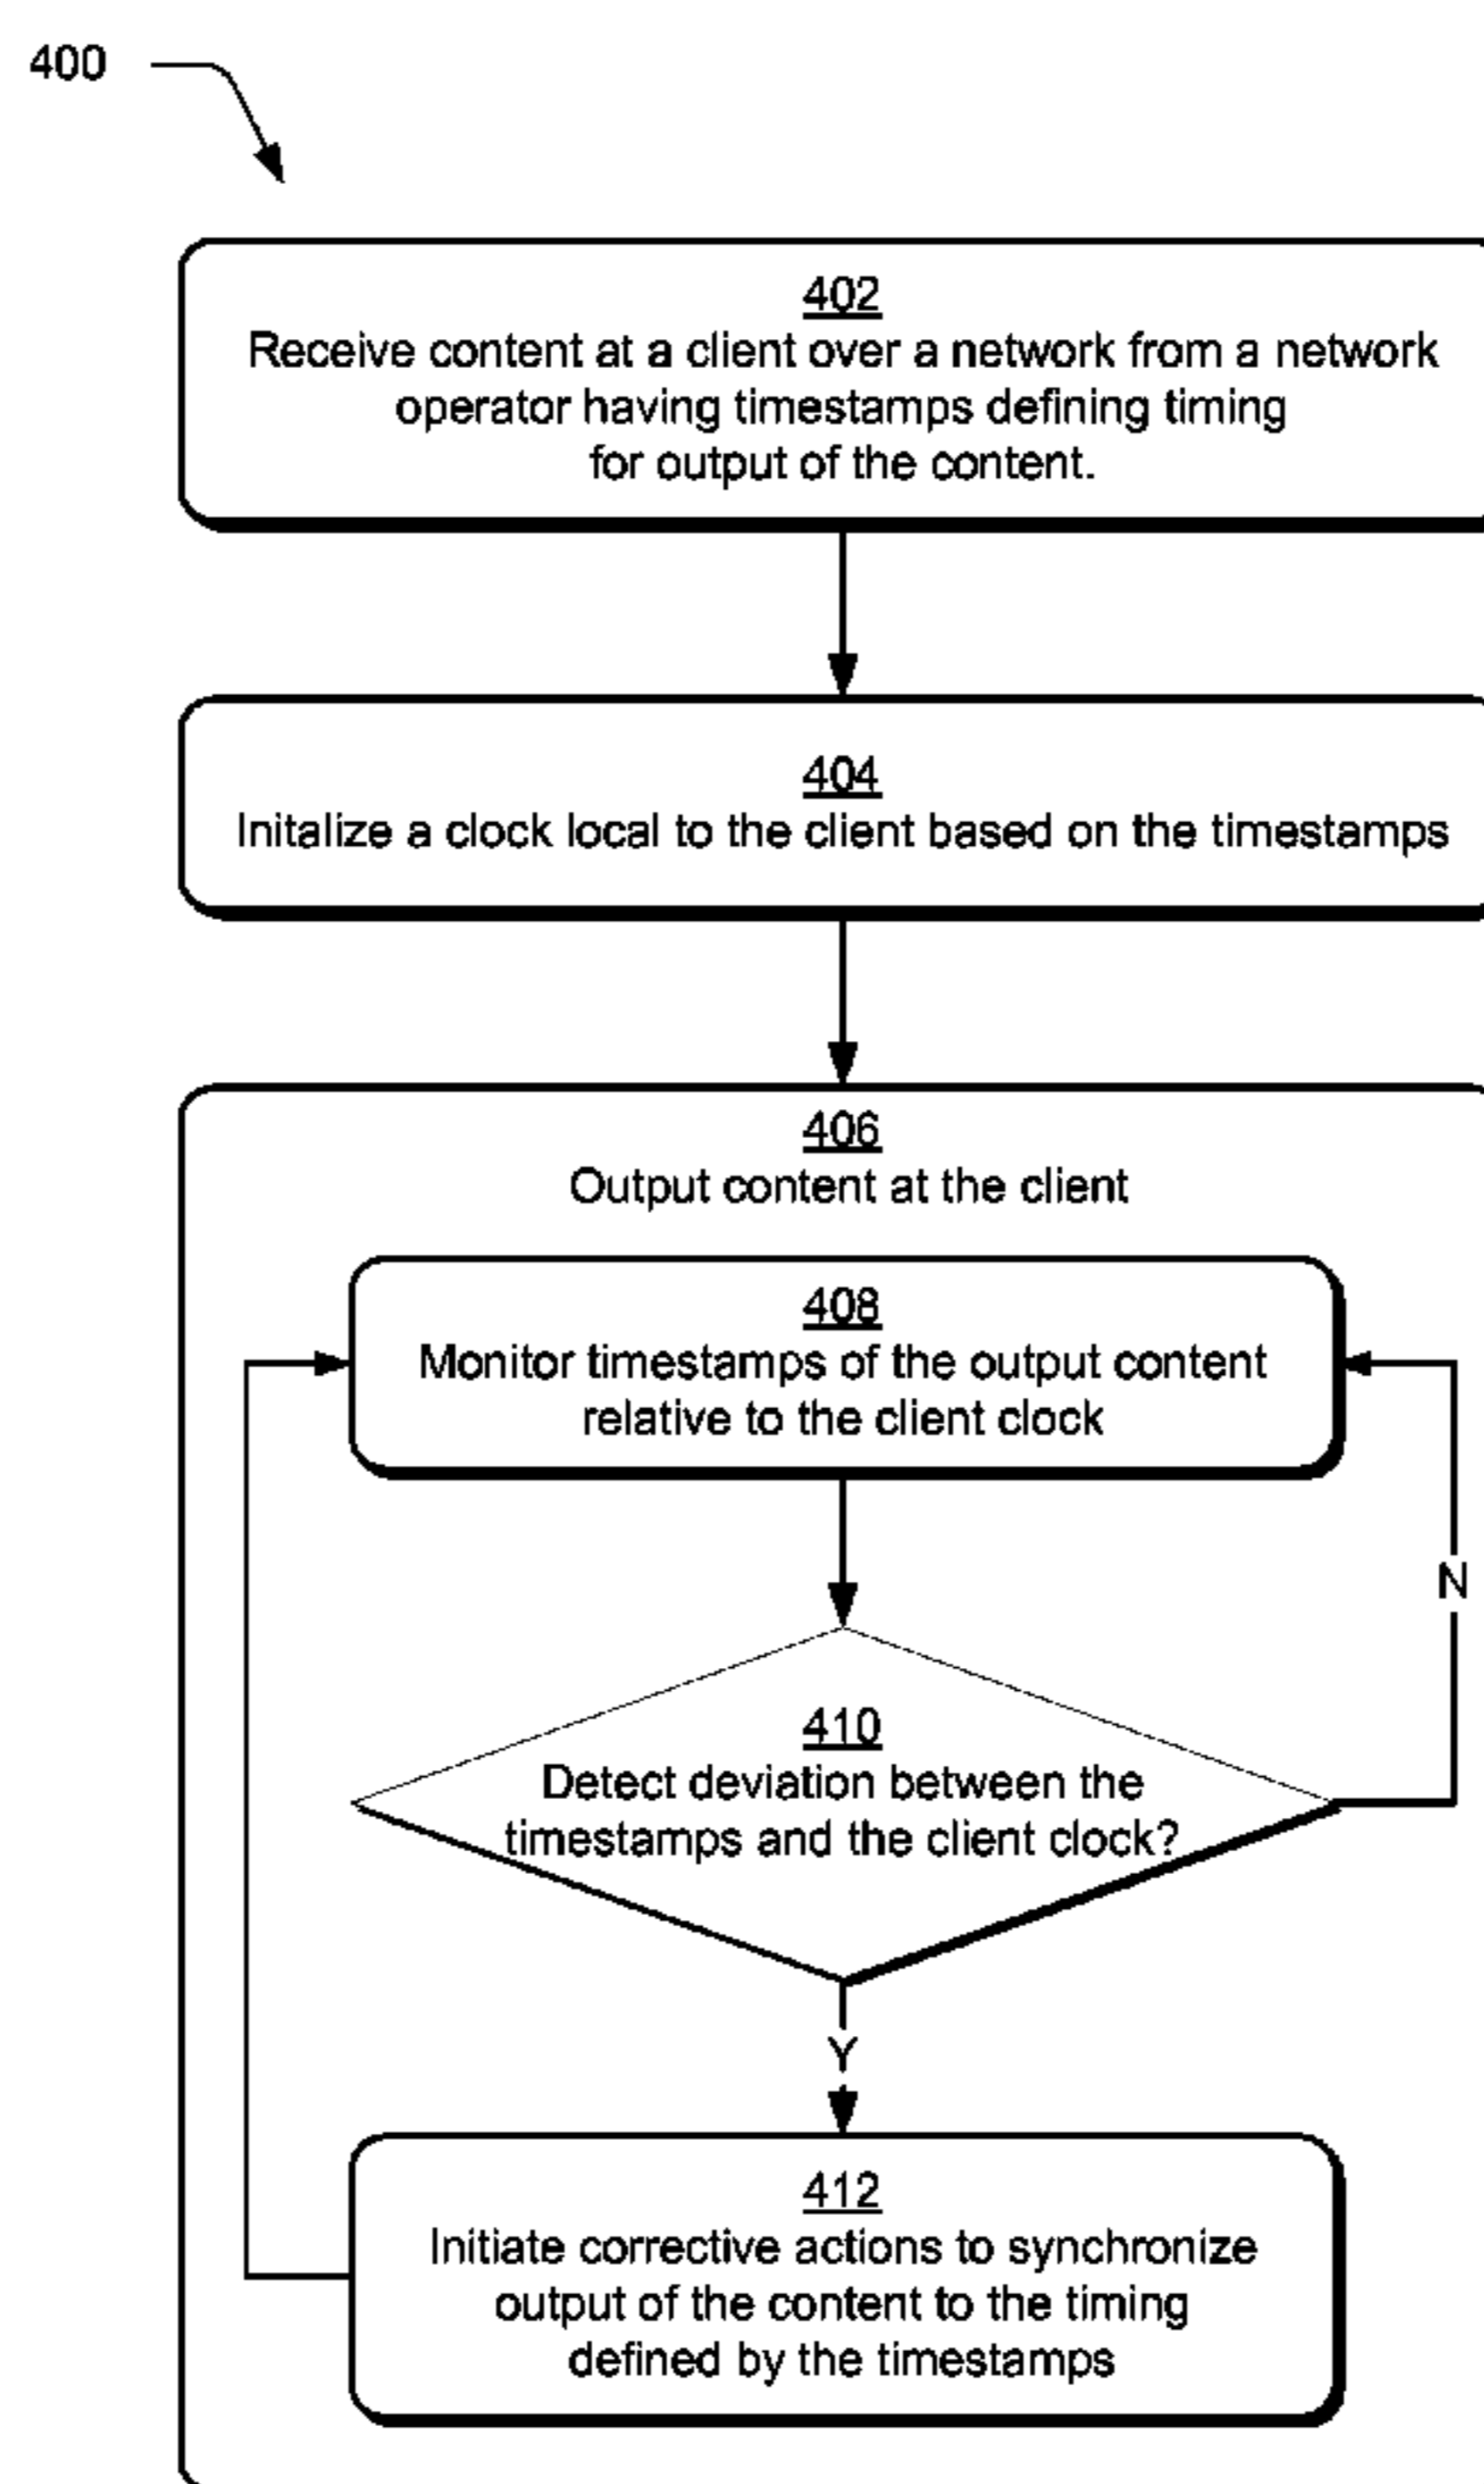 400
402
Receive content at a client over a network from a network
operator having timestamps defining timing
for output of the content.
404
Initalize a clock local to the client based on the timestamps
406
Output content at the client
408
Monitor timestamps of the output content
relative to the client clock
N
410
Detect deviation between the
timestamps and the client clock?
Y
412
Initiate corrective actions to synchronize
output of the content to the timing
defined by the timestamps